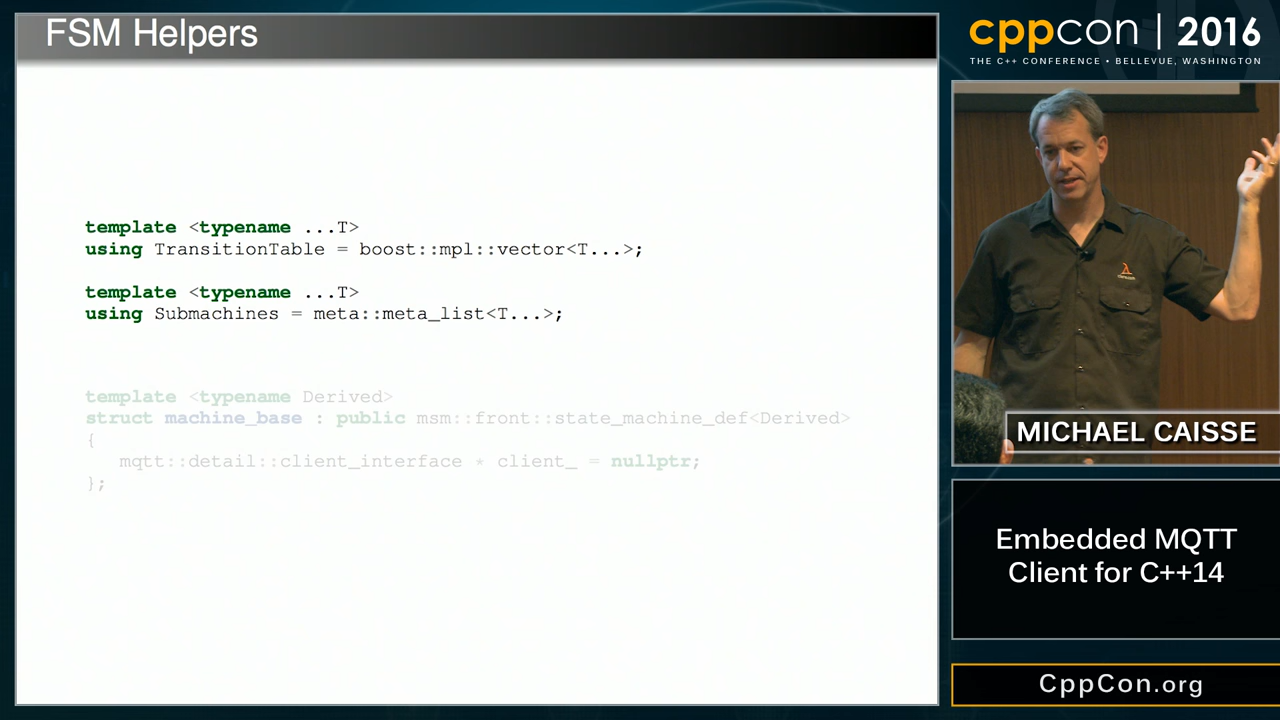 FSM Helpers
template <typename ...T>
using TransitionTable = boost::mpl::vector<T...>;
template <typename ...T>
using Submachines = meta::meta_list<T...>;
template <typename Derived>
struct machine_base : public msm::front::state_machine_def<Derived>
{
mqtt::detail::client_interface * client_ = nullptr;
};
cppcon | 2016
THE C++ CONFERENCE • BELLEVUE, WASHINGTON
MICHAEL CAISSE
Embedded MQTT
Client for C++14
CppCon.org